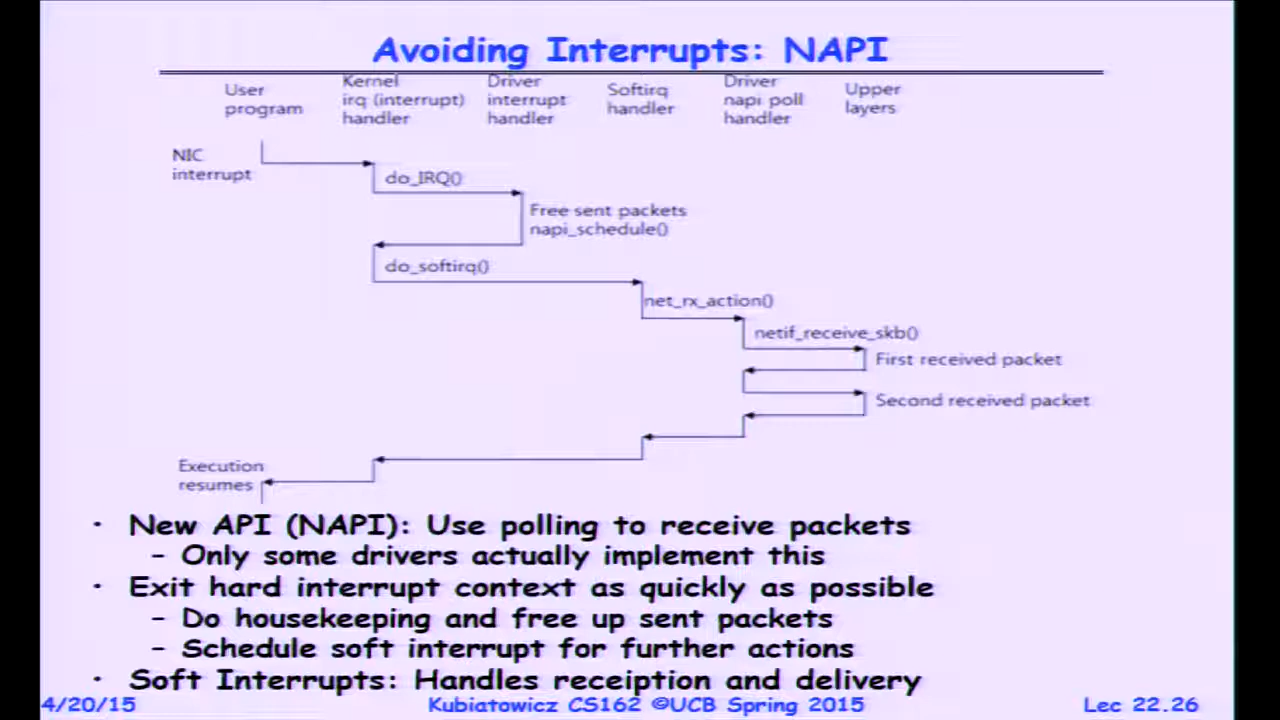 Avoiding Interrupts: NAPI
User program
Kernel irq (interrupt) handler
Driver interrupt handler
Softirq handler
Driver napi poll handler
Upper layers
NIC interrupt
do_IRQ()
Free sent packets
napi_schedule()
do_softirq()
net_rx_action()
netif_receive_skb()
First received packet
Second received packet
Execution resumes
• New API (NAPI): Use polling to receive packets
– Only some drivers actually implement this
• Exit hard interrupt context as quickly as possible
– Do housekeeping and free up sent packets
– Schedule soft interrupt for further actions
• Soft Interrupts: Handles receiption and delivery
4/20/15
Kubiatowicz CS162 ©UCB Spring 2015
Lec 22.26